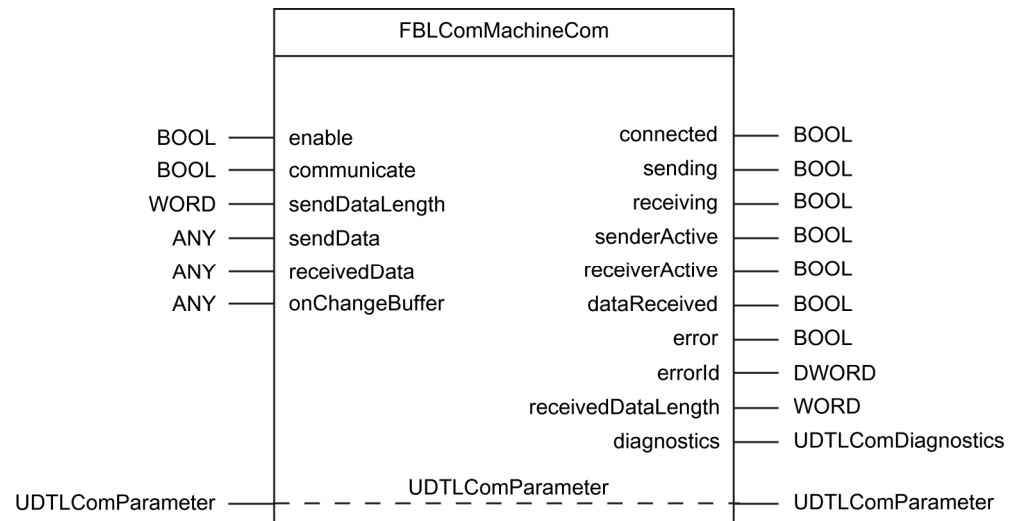 FBLComMachineCom
BOOL enable connected BOOL
BOOL communicate sending BOOL
WORD sendDataLength receiving BOOL
ANY sendData senderActive BOOL
ANY receivedData receiverActive BOOL
ANY onChangeBuffer dataReceived BOOL
error BOOL
errorId DWORD
receivedDataLength WORD
diagnostics UDTLComDiagnostics
UDTLComParameter UDTLComParameter UDTLComParameter